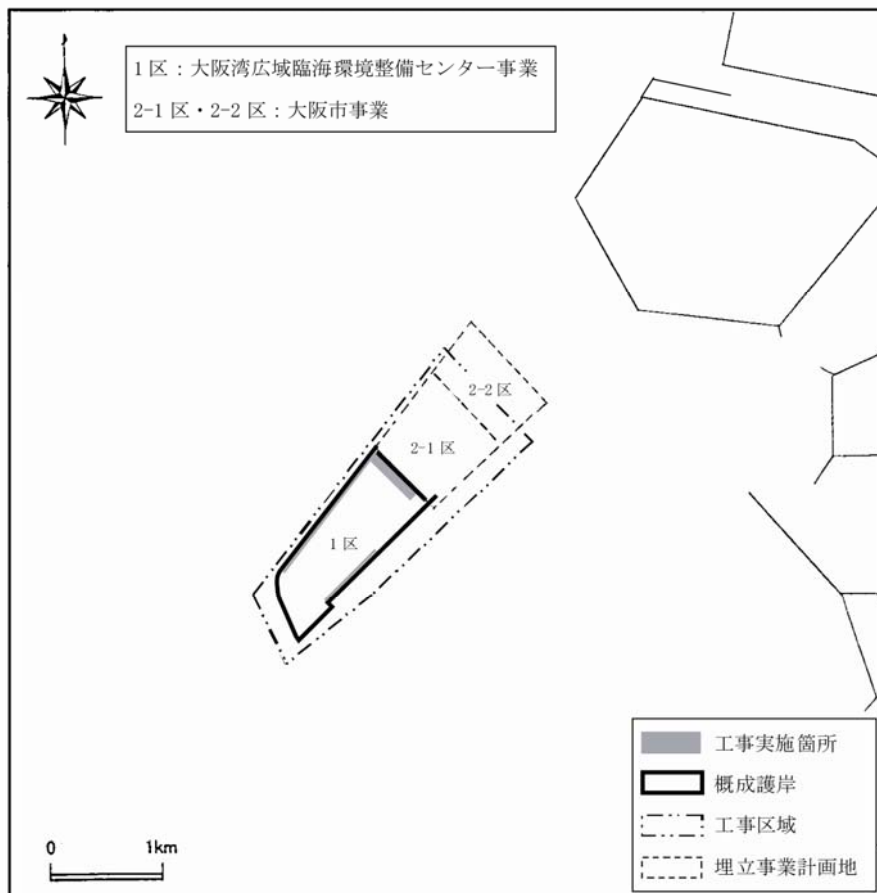 1区：大阪湾広域臨海環境整備センター事業
2-1区・2-2区：大阪市事業
2-2区
2-1区
1区
工事実施箇所
概成護岸
工事区域
埋立事業計画地
0 1km